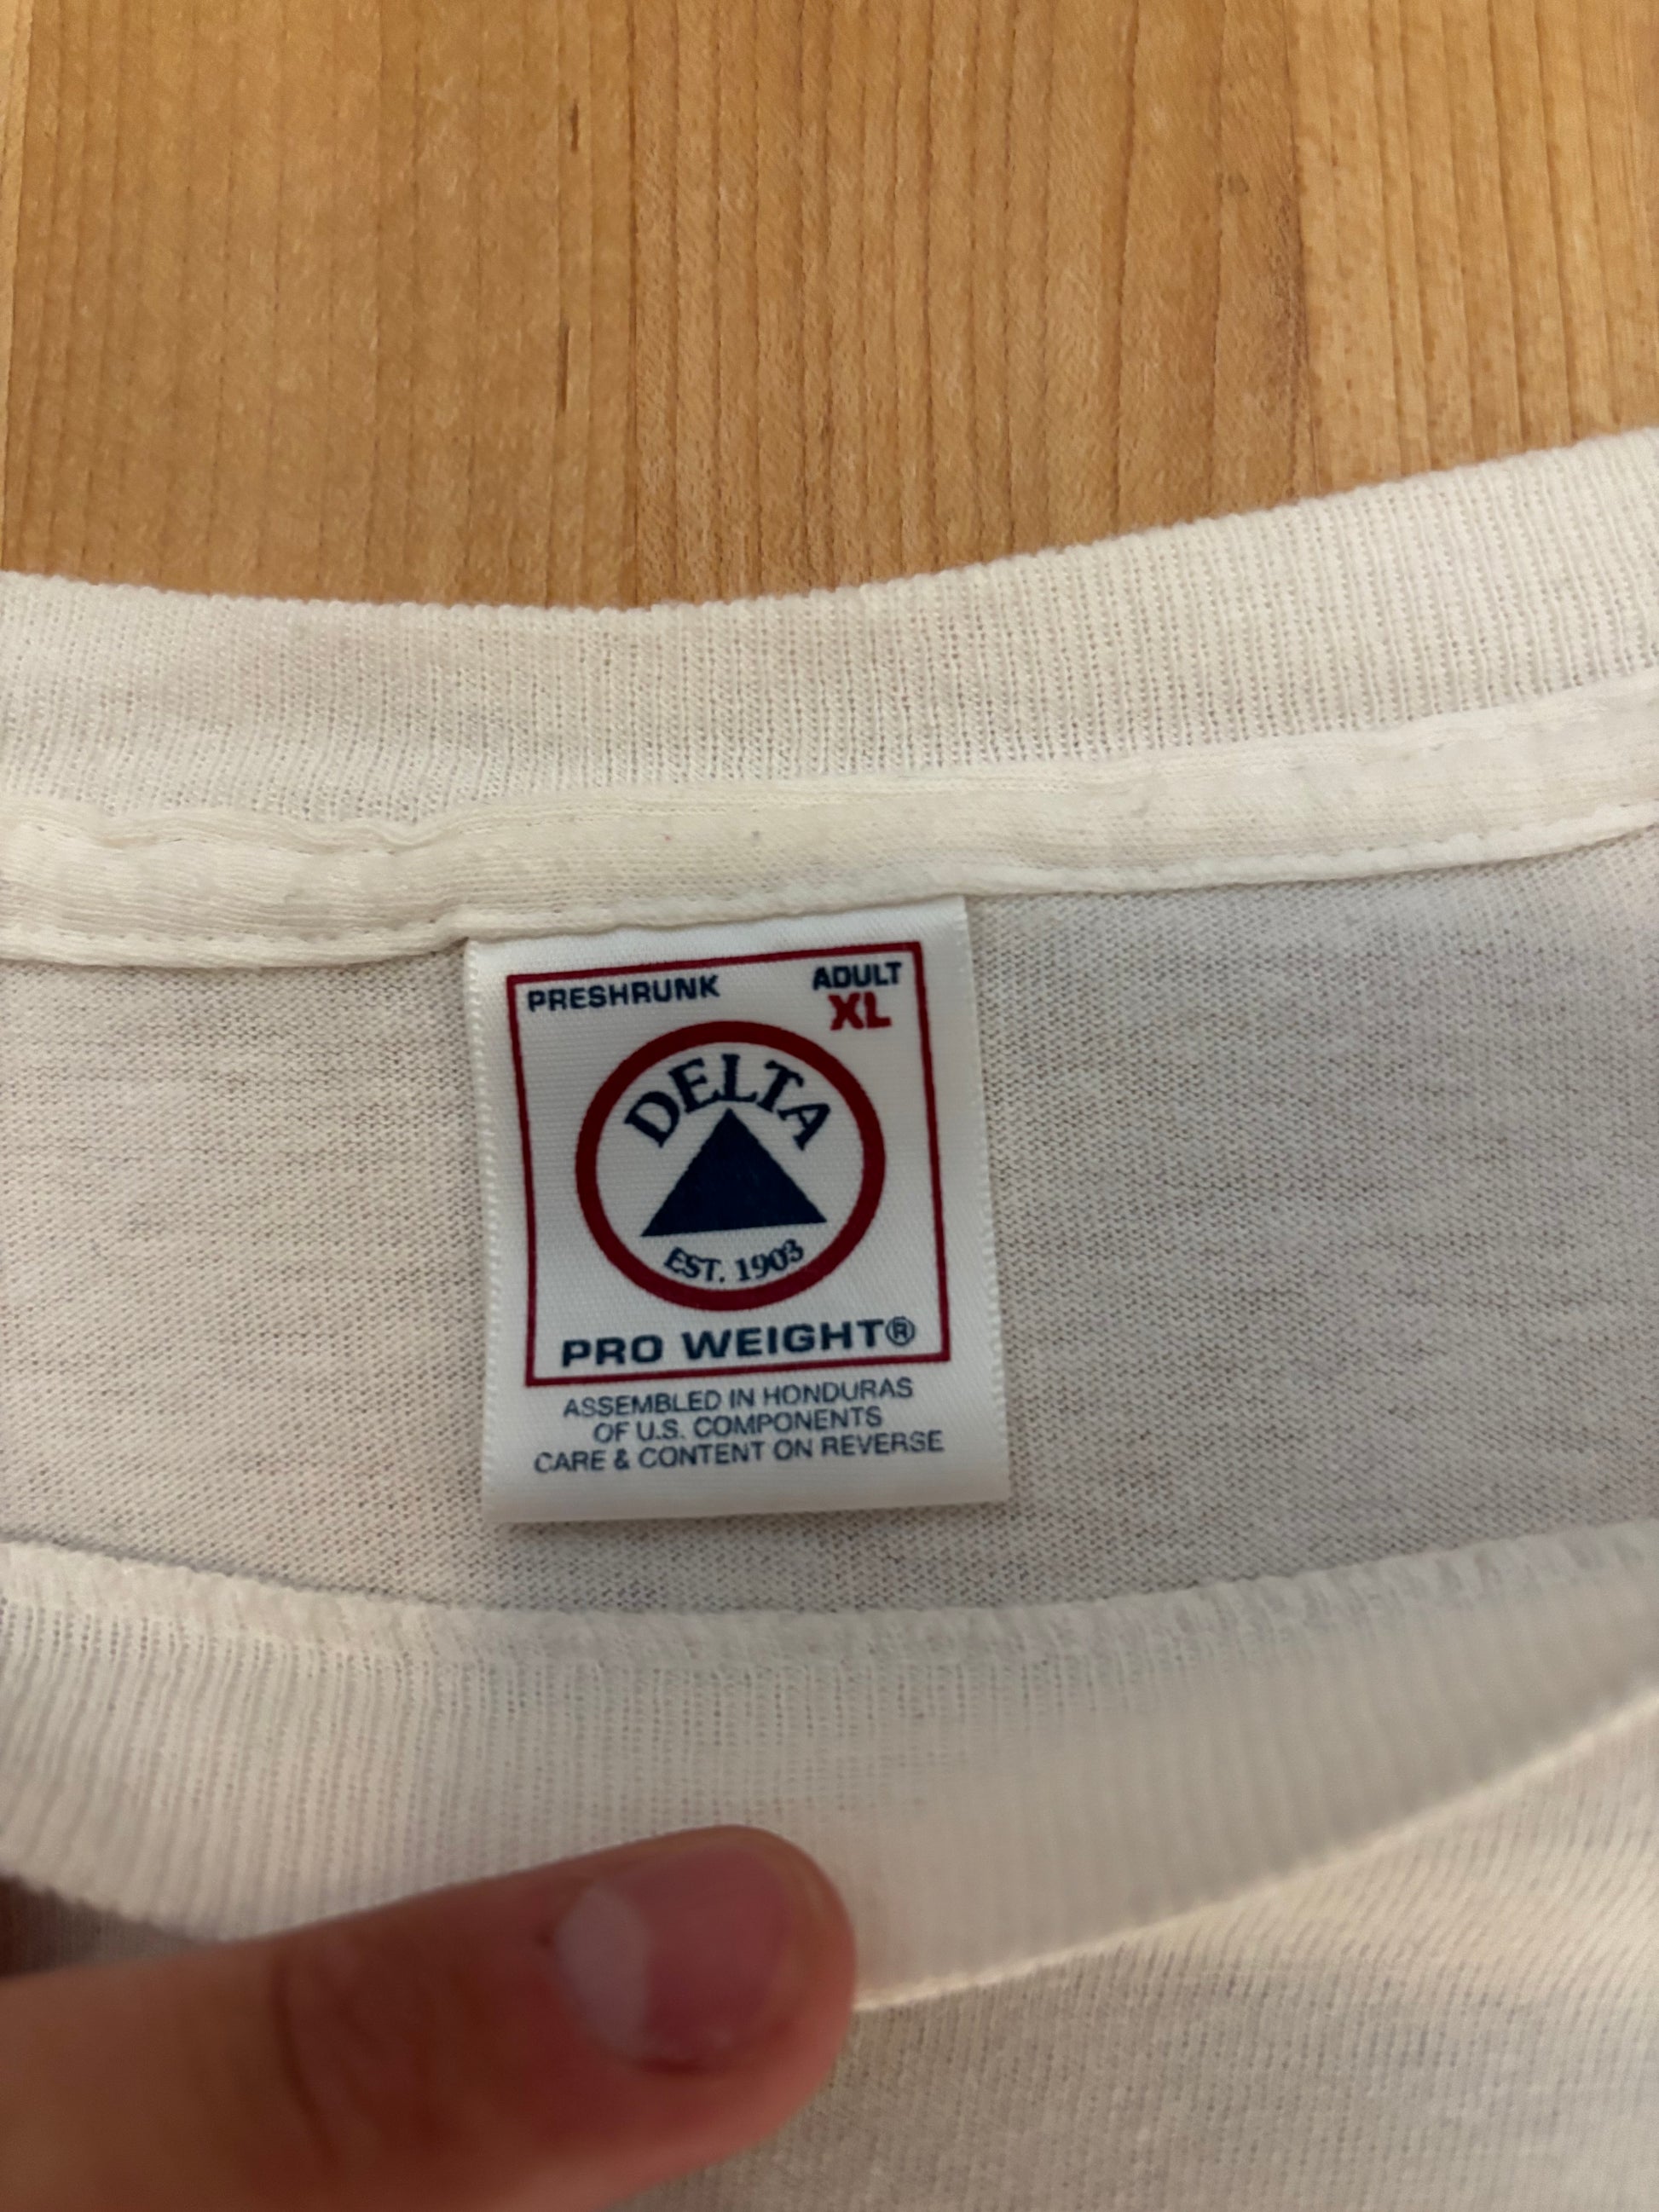 PRESHRUNK
ADULT
XL
DELTA
EST. 1903
PRO WEIGHT®
ASSEMBLED IN HONDURAS
OF U.S. COMPONENTS
CARE & CONTENT ON REVERSE